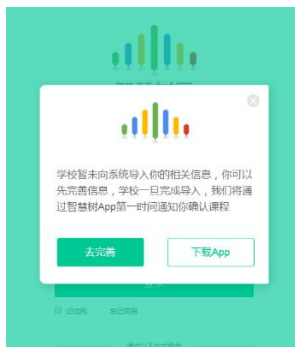 学校暂未向系统导入你的相关信息，你可以
先完善信息，学校一旦完成导入，我们将通
过智慧树App第一时间通知你确认课程
去完善
下载App